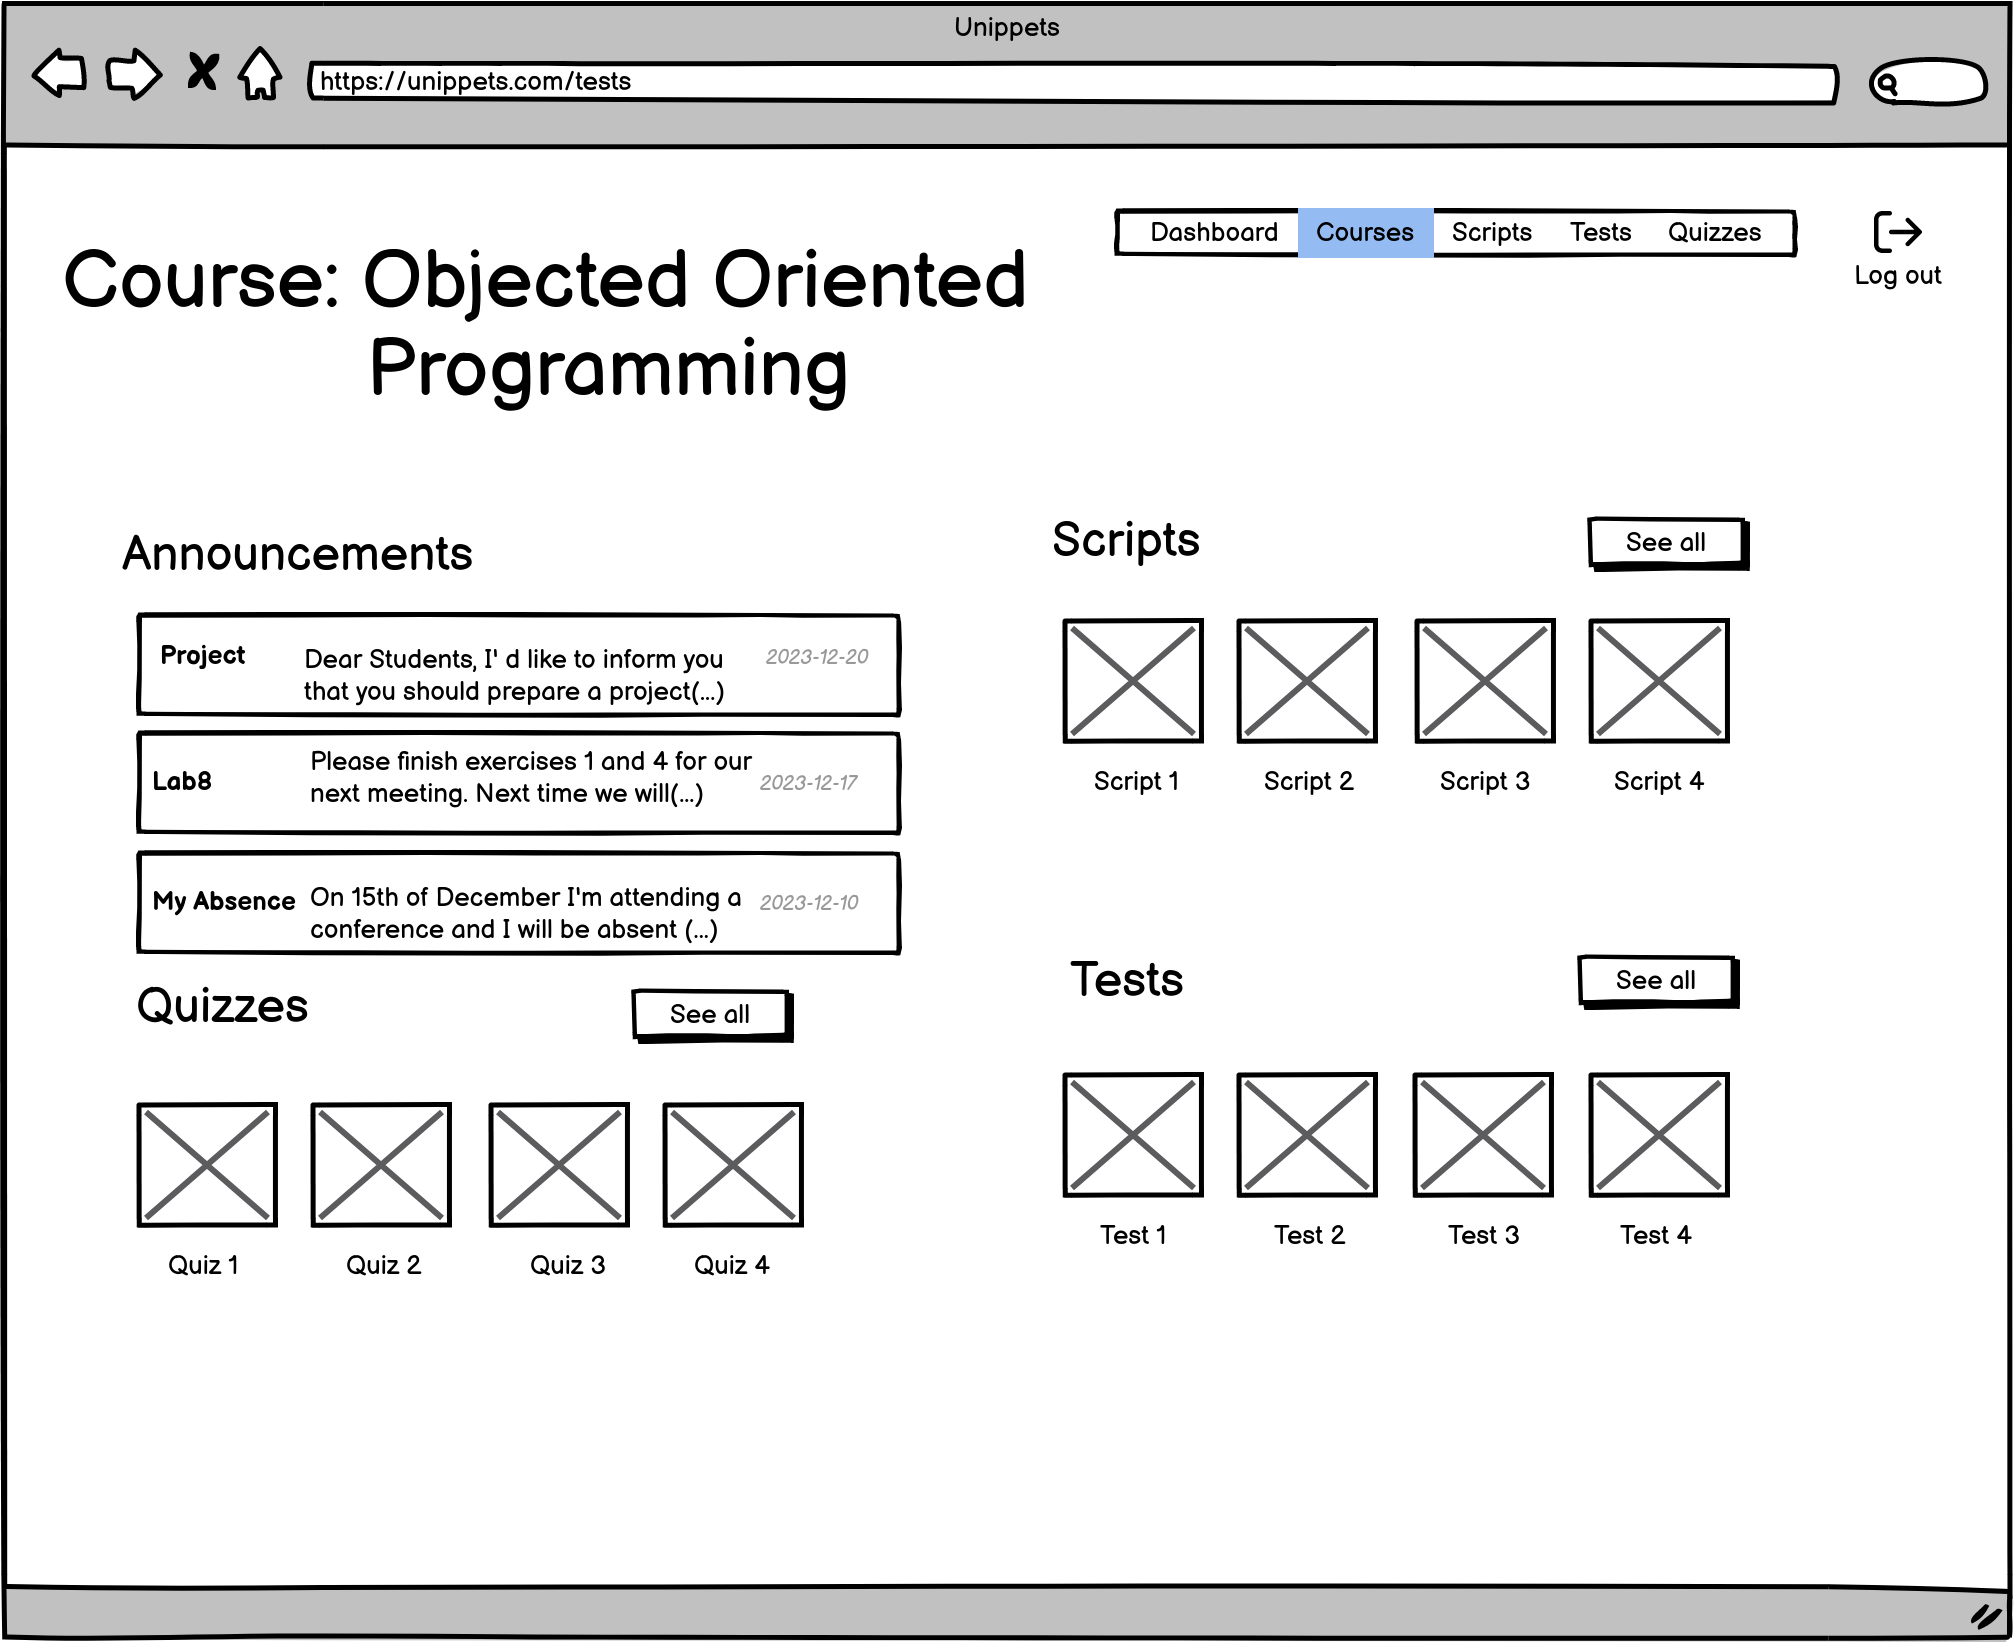 Unippets
https://unippets.com/tests
Dashboard Courses Scripts Tests Quizzes
Log out
Course: Objected Oriented
Programming
Announcements
Project
Dear Students, I' d like to inform you
that you should prepare a project(...)
2023-12-20
Lab8
Please finish exercises 1 and 4 for our
next meeting. Next time we will(...)
2023-12-17
My Absence
On 15th of December I'm attending a
conference and I will be absent (...)
2023-12-10
Scripts
See all
Script 1 Script 2 Script 3 Script 4
Quizzes
See all
Quiz 1 Quiz 2 Quiz 3 Quiz 4
Tests
See all
Test 1 Test 2 Test 3 Test 4